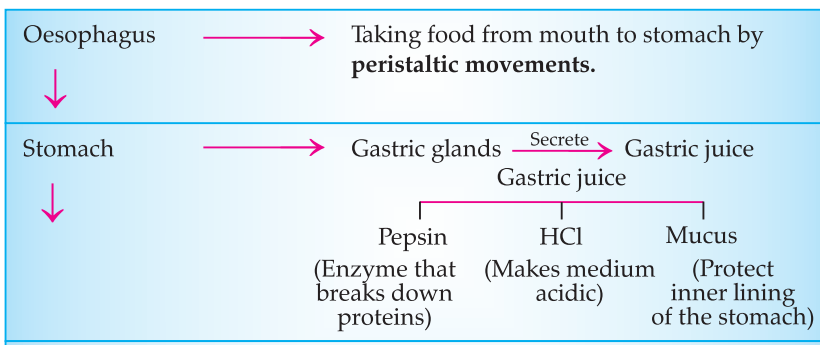 Oesophagus
Taking food from mouth to stomach by
peristaltic movements.
Stomach
Gastric glands Secrete Gastric juice
Gastric juice
Pepsin HCl Mucus
(Enzyme that (Makes medium (Protect
breaks down acidic) inner lining
proteins) of the stomach)